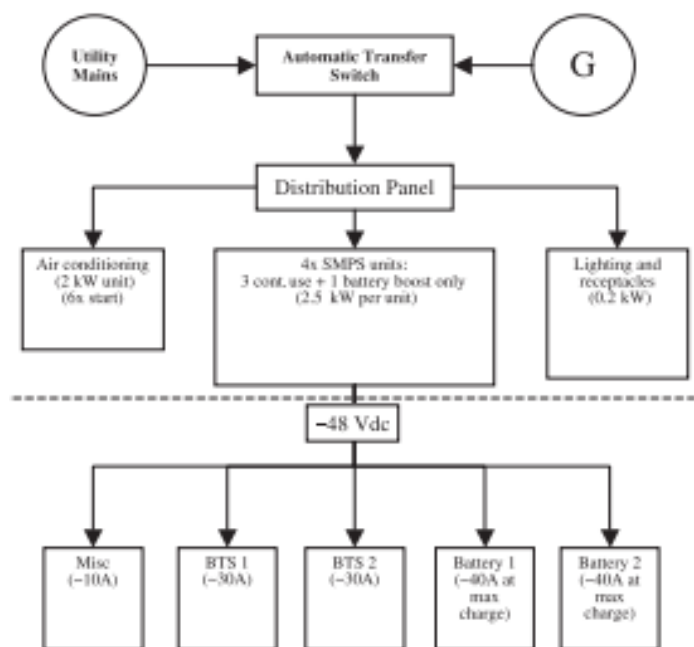 Utility
Mains
Automatic Transfer
Switch
G
Distribution Panel
Air conditioning
(2 kW unit)
(6x start)
4x SMPS units:
3 cont. use + 1 battery boost only
(2.5 kW per unit)
Lighting and
receptacles
(0.2 kW)
−48 Vdc
Misc
(−10A)
BTS 1
(−30A)
BTS 2
(−30A)
Battery 1
(−40A at
max
charge)
Battery 2
(−40A at
max
charge)